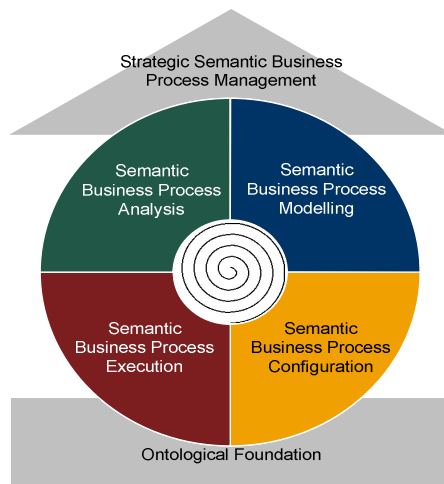 Strategic Semantic Business
Process Management
Semantic
Business Process
Analysis
Semantic
Business Process
Modelling
Semantic
Business Process
Execution
Semantic
Business Process
Configuration
Ontological Foundation